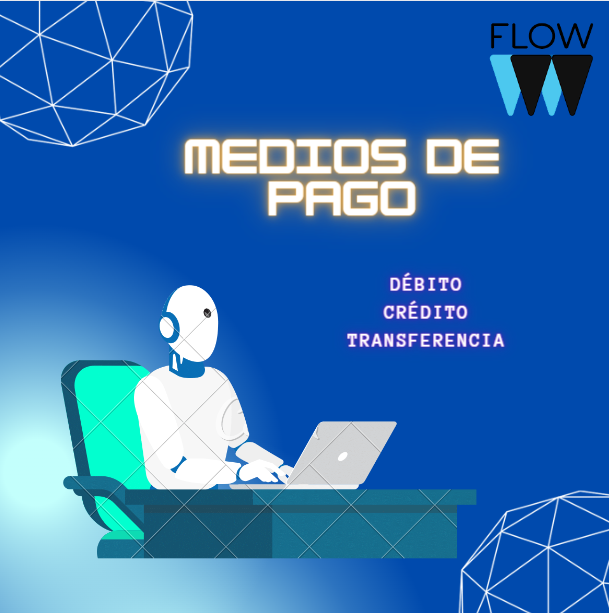 FLOW
MEDIOS DE
PAGO
DÉBITO
CRÉDITO
TRANSFERENCIA